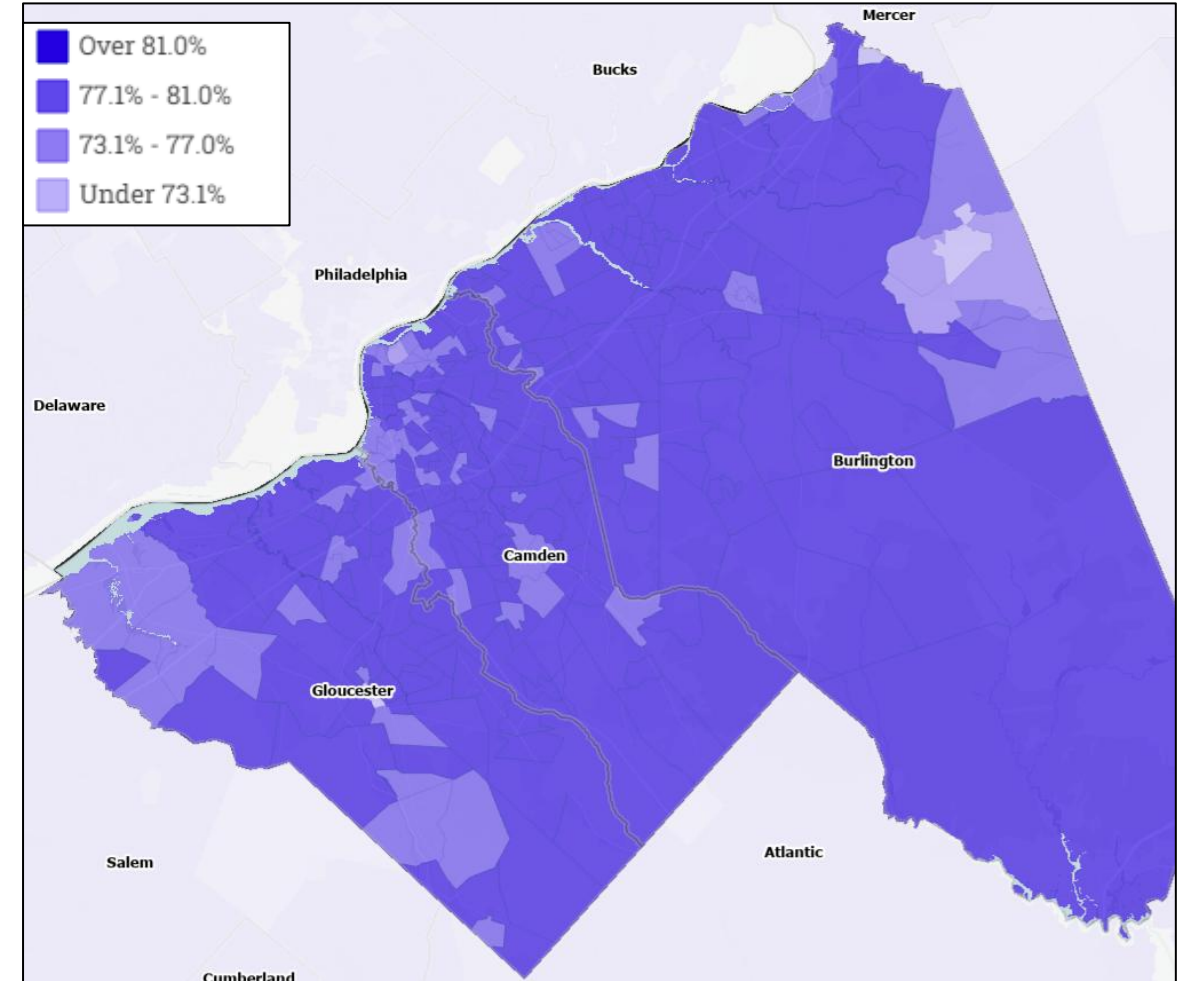 Over 81.0%
77.1% - 81.0%
73.1% - 77.0%
Under 73.1%
Mercer
Bucks
Philadelphia
Delaware
Burlington
Camden
Gloucester
Atlantic
Salem
Cumberland